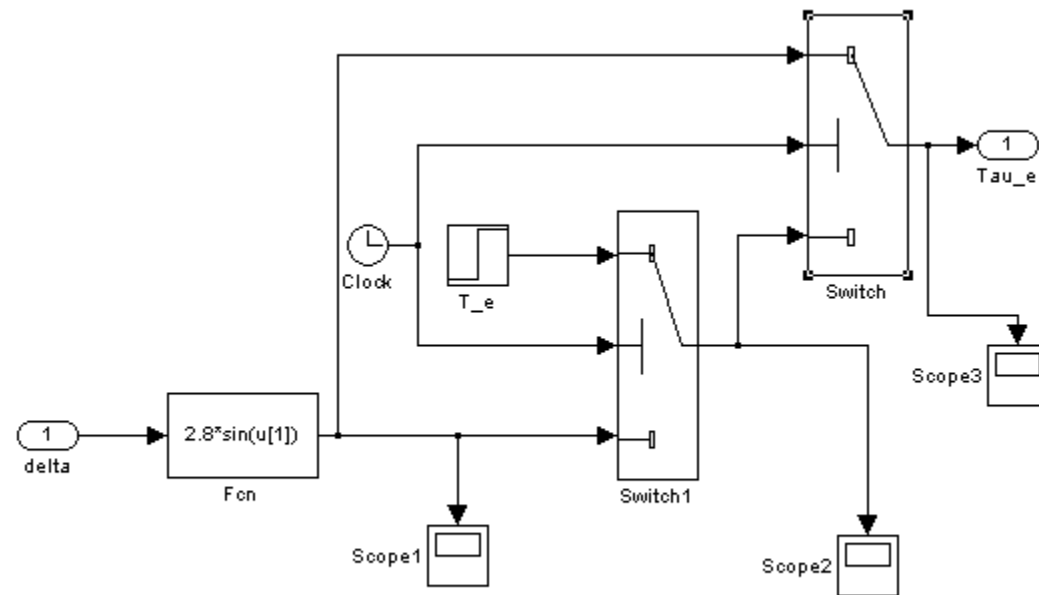 1
Tau_e
Switch
Clock
T_e
Scope3
1
delta
2.8*sin(u[1])
Fcn
Switch1
Scope1
Scope2